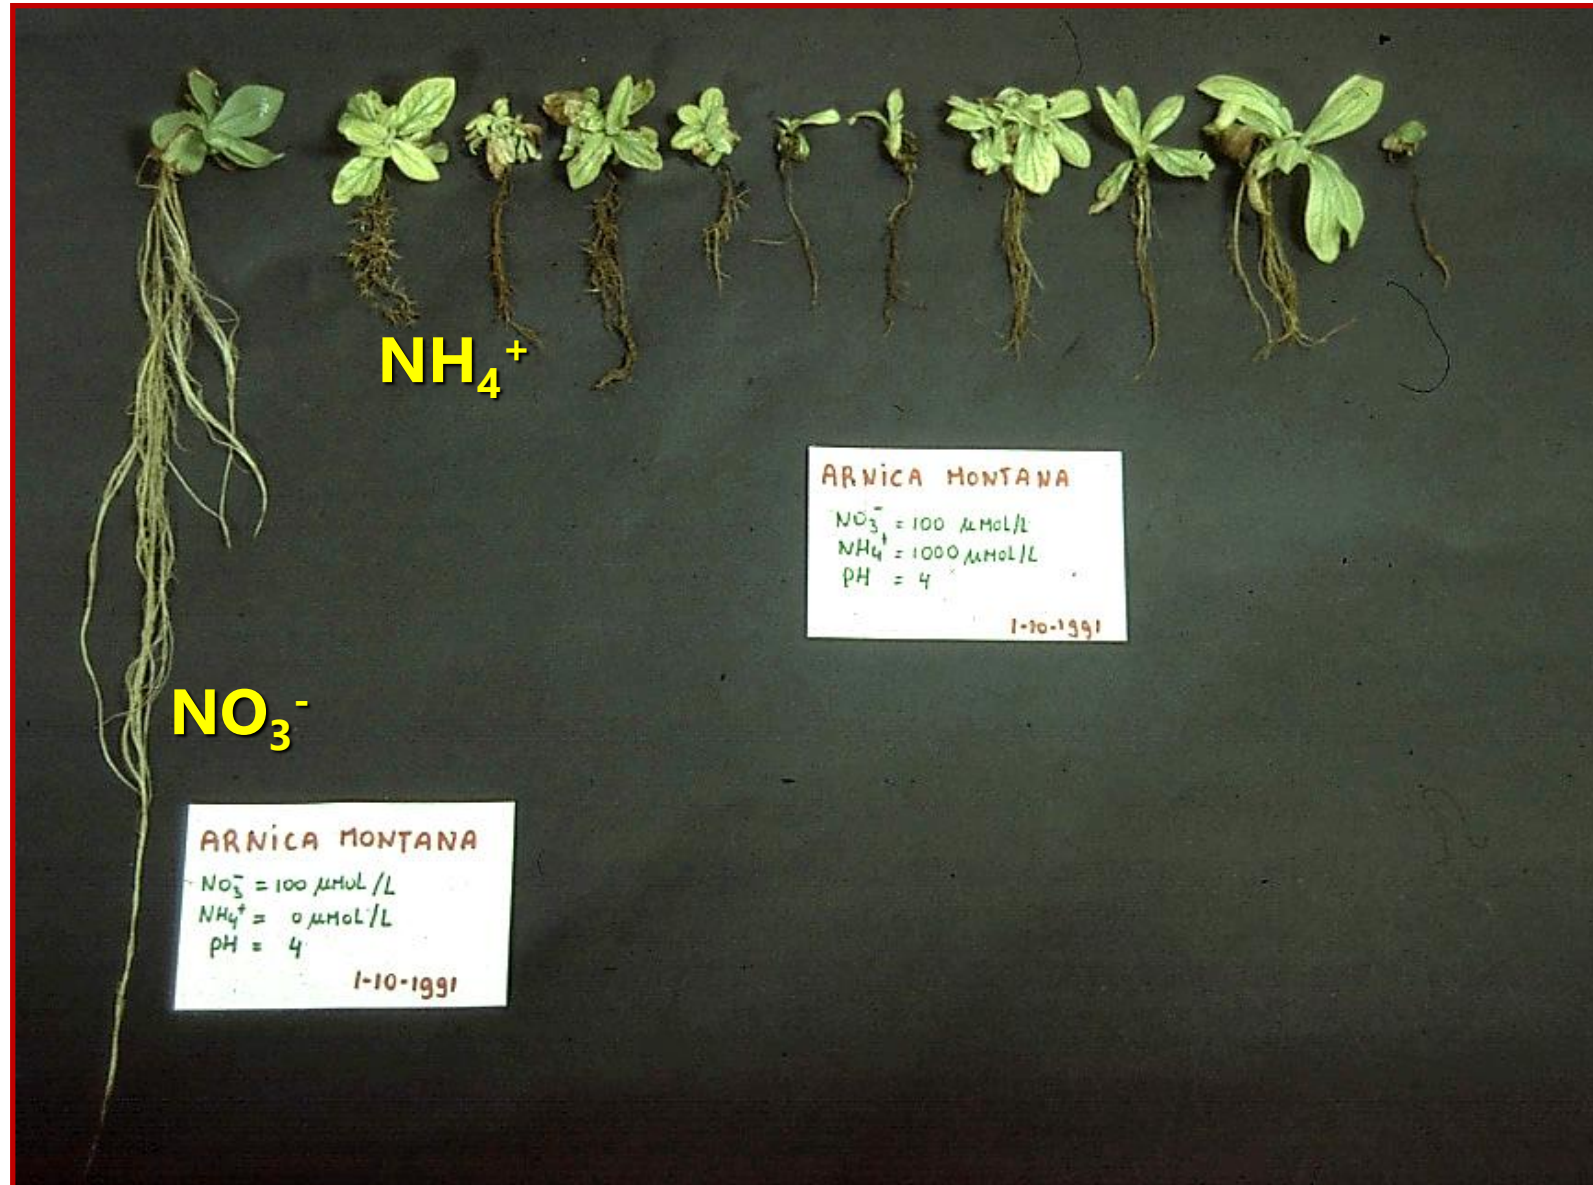 NH₄⁺
ARNICA MONTANA
NO₃⁻ = 100 µMOL/L
NH₄⁺ = 1000 µMOL/L
PH = 4
1-10-1991
NO₃⁻
ARNICA MONTANA
NO₃⁻ = 100 µMOL/L
NH₄⁺ = 0 µMOL/L
PH = 4
1-10-1991